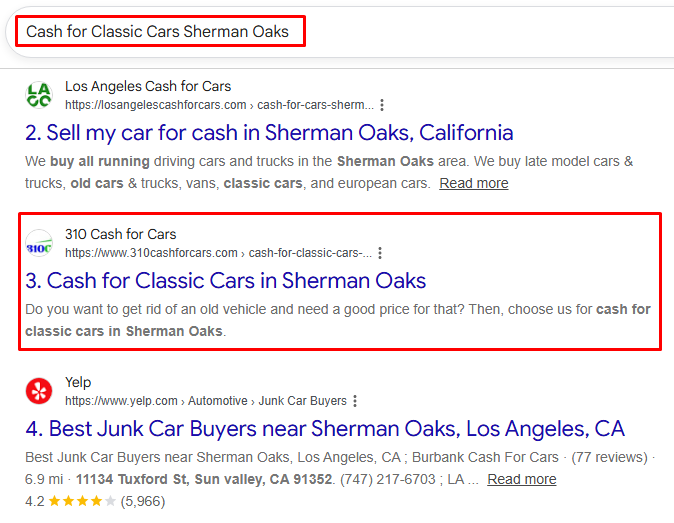 Cash for Classic Cars Sherman Oaks
LA
CC
Los Angeles Cash for Cars
https://losangelescashforcars.com › cash-for-cars-sherm...
2. Sell my car for cash in Sherman Oaks, California
We buy all running driving cars and trucks in the Sherman Oaks area. We buy late model cars &
trucks, old cars & trucks, vans, classic cars, and european cars. Read more
310C
310 Cash for Cars
https://www.310cashforcars.com › cash-for-classic-cars-...
3. Cash for Classic Cars in Sherman Oaks
Do you want to get rid of an old vehicle and need a good price for that? Then, choose us for cash for
classic cars in Sherman Oaks.
Yelp
https://www.yelp.com › Automotive › Junk Car Buyers
4. Best Junk Car Buyers near Sherman Oaks, Los Angeles, CA
Best Junk Car Buyers near Sherman Oaks, Los Angeles, CA ; Burbank Cash For Cars · (77 reviews) ·
6.9 mi · 11134 Tuxford St, Sun valley, CA 91352. (747) 217-6703 ; LA ... Read more
4.2 ★★★★★ (5,966)